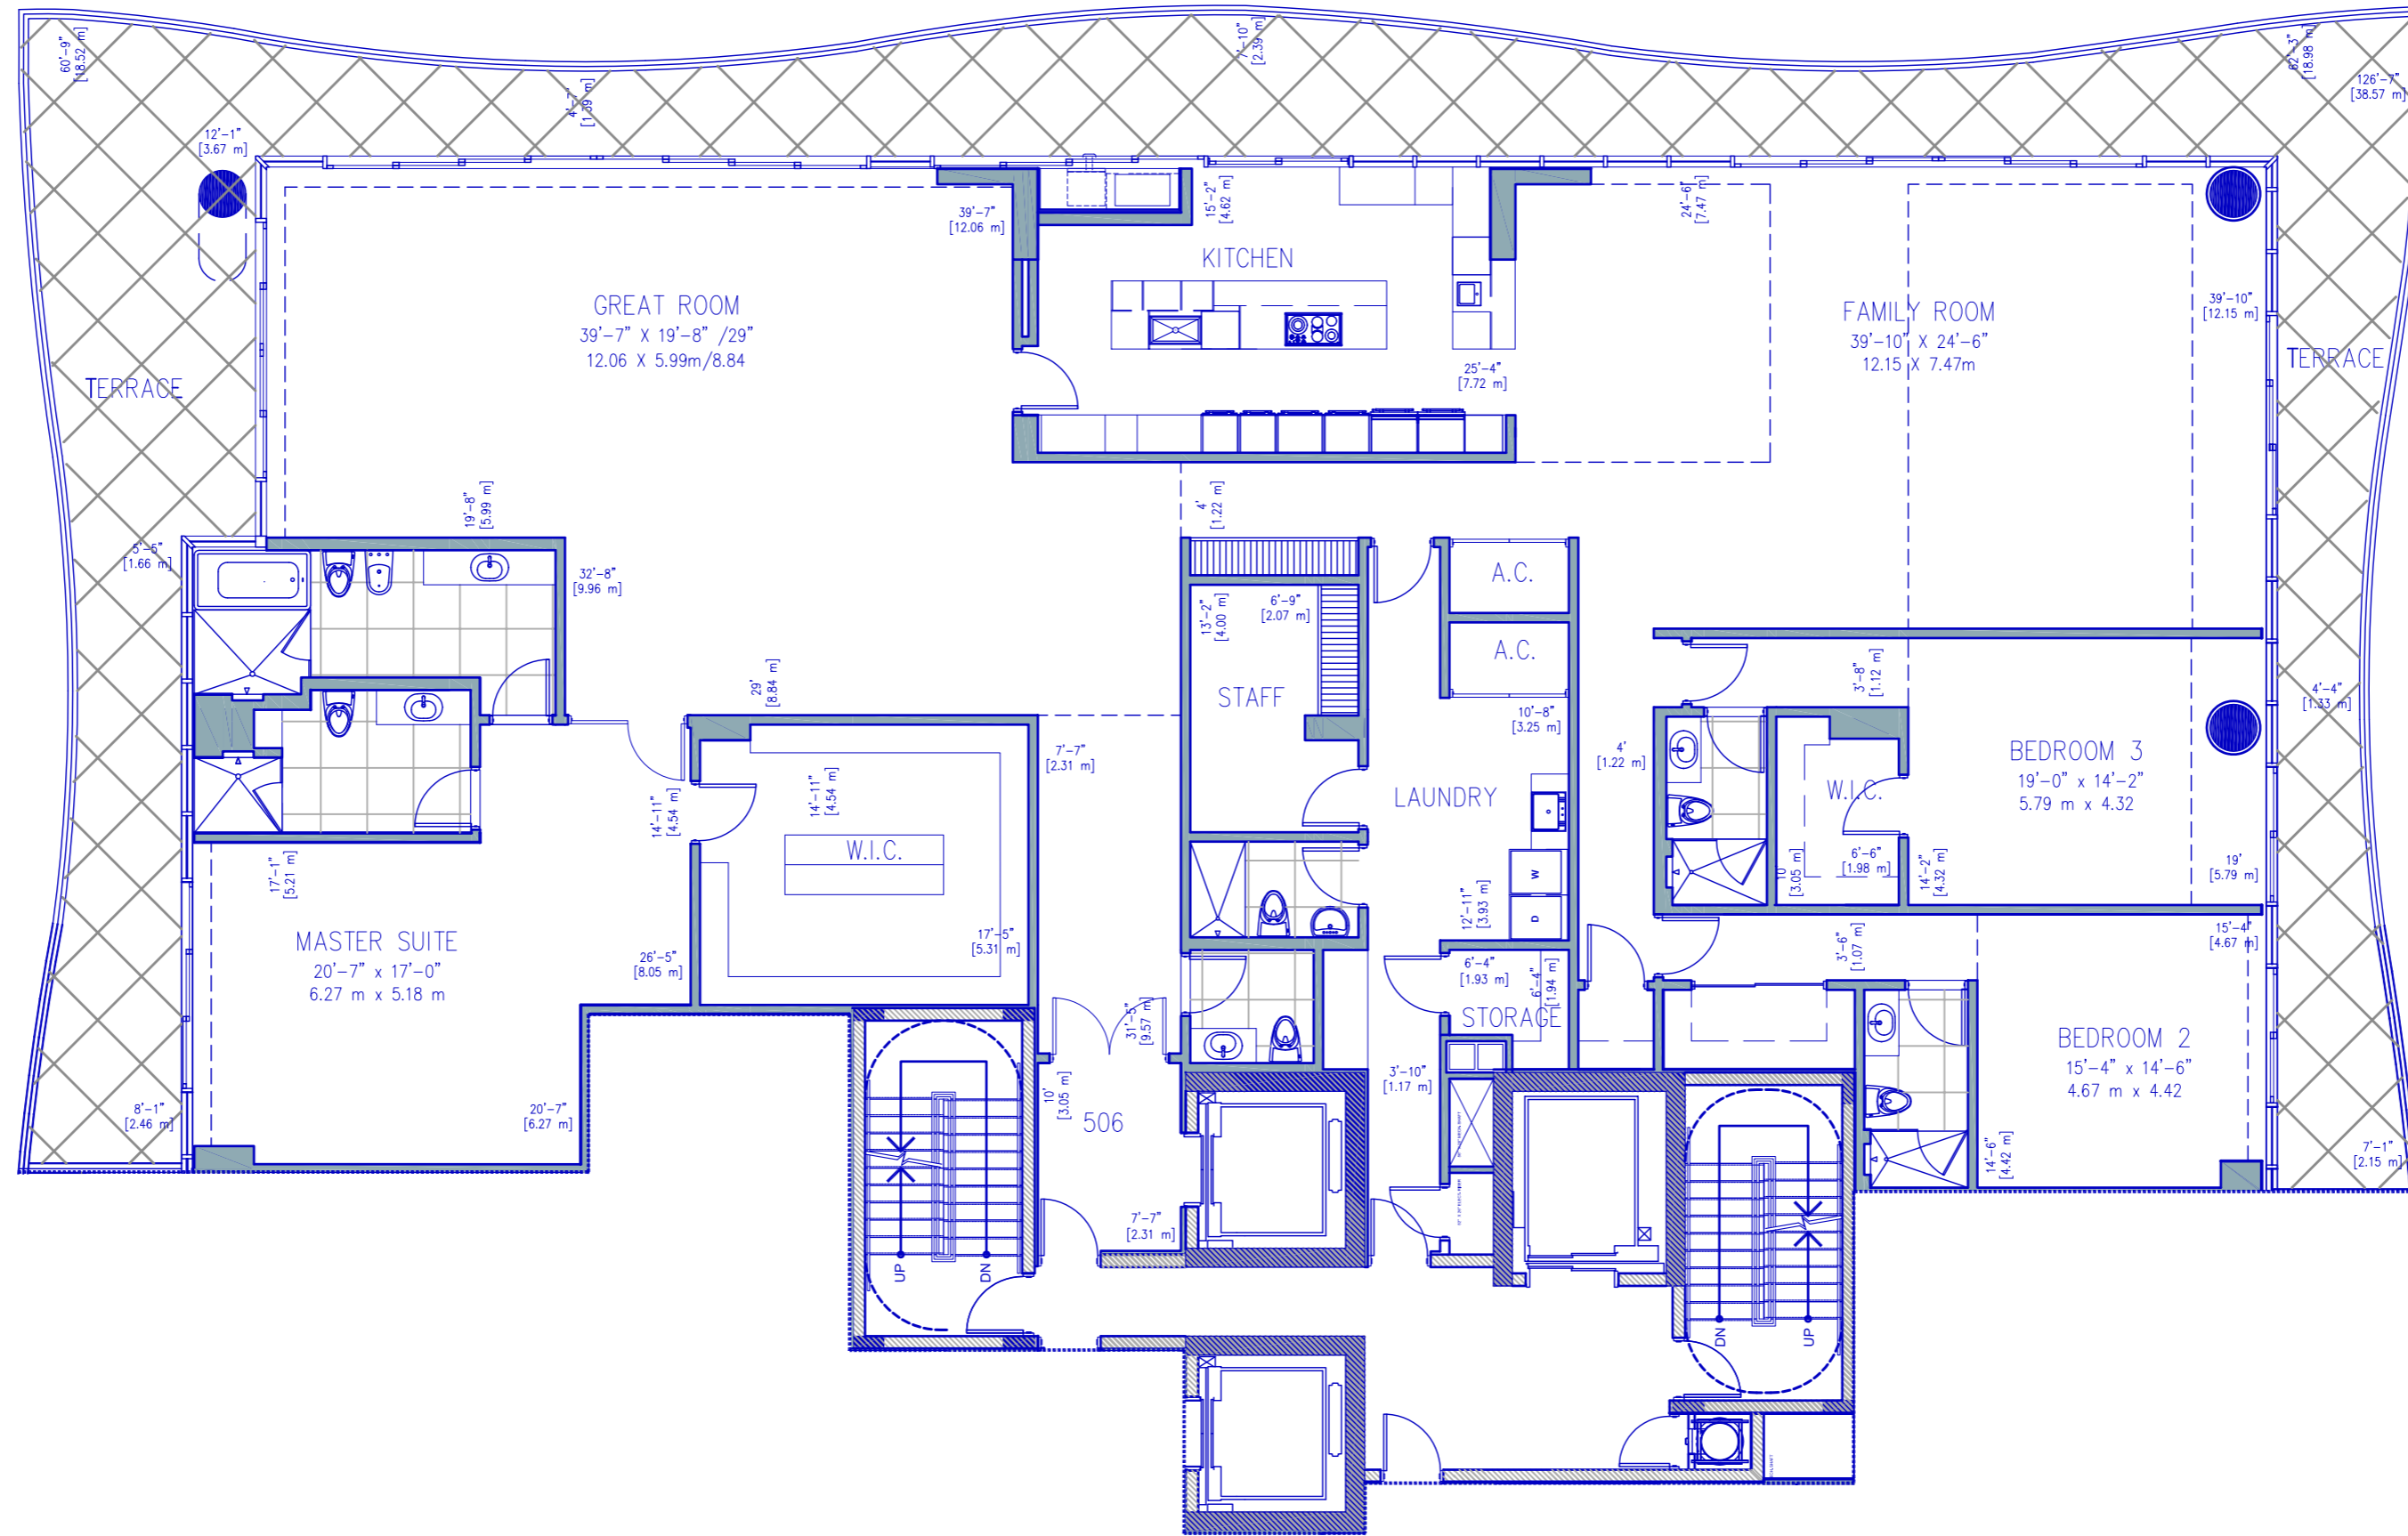 60'-9"
[18.52 m]
7'-10"
[2.39 m]
62'-3"
[18.98 m]
126'-7"
[38.57 m]
12'-1"
[3.67 m]
39'-7"
[12.06 m]
15'-2"
[4.62 m]
24'-6"
[7.47 m]
KITCHEN
GREAT ROOM
39'-7" X 19'-8" /29"
12.06 X 5.99m/8.84
FAMILY ROOM
39'-10" X 24'-6"
12.15 X 7.47m
39'-10"
[12.15 m]
25'-4"
[7.72 m]
TERRACE
TERRACE
19'-8"
[5.99 m]
4'
[1.22 m]
5'-5"
[1.66 m]
32'-8"
[9.96 m]
13'-2"
[4.00 m]
6'-9"
[2.07 m]
A.C.
A.C.
STAFF
29'
[8.84 m]
3'-8"
[1.12 m]
4'-4"
[1.33 m]
10'-8"
[3.25 m]
7'-7"
[2.31 m]
4'
[1.22 m]
BEDROOM 3
19'-0" x 14'-2"
5.79 m x 4.32
LAUNDRY
W.I.C.
14'-11"
[4.54 m]
14'-11"
[4.54 m]
W.I.C.
17'-1"
[5.21 m]
10'
[3.05 m]
6'-6"
[1.98 m]
14'-2"
[4.32 m]
19'
[5.79 m]
W
D
12'-11"
[3.93 m]
MASTER SUITE
20'-7" x 17'-0"
6.27 m x 5.18 m
26'-5"
[8.05 m]
17'-5"
[5.31 m]
15'-4"
[4.67 m]
3'-6"
[1.07 m]
6'-4"
[1.93 m]
6'-4"
[1.94 m]
STORAGE
31'-5"
[9.57 m]
BEDROOM 2
15'-4" x 14'-6"
4.67 m x 4.42
3'-10"
[1.17 m]
10'
[3.05 m]
506
8'-1"
[2.46 m]
20'-7"
[6.27 m]
14'-6"
[4.42 m]
7'-1"
[2.15 m]
7'-7"
[2.31 m]
UP
DN
DN
UP